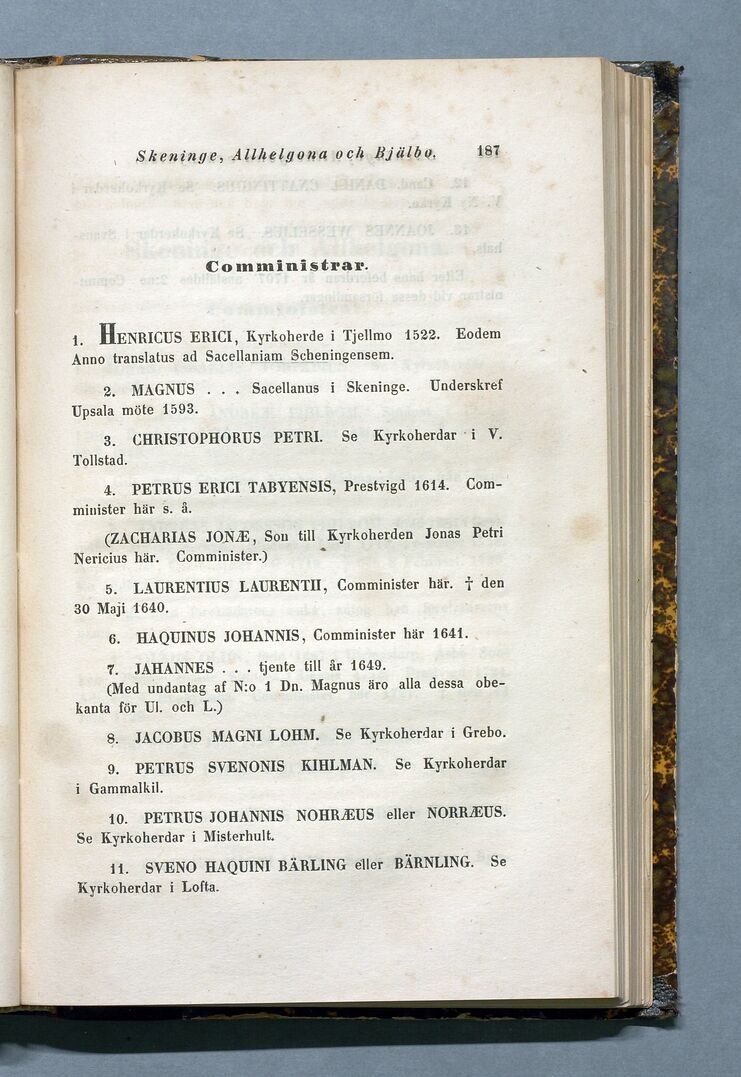 Skeninge, Allhelgona och Bjälbo. 187
Comministrar.
1. HENRICUS ERICI, Kyrkoherde i Tjellmo 1522. Eodem
Anno translatus ad Sacellaniam Scheningensem.
2. MAGNUS . . . Sacellanus i Skeninge. Underskref
Upsala möte 1593.
3. CHRISTOPHORUS PETRI. Se Kyrkoherdar i V.
Tollstad.
4. PETRUS ERICI TABYENSIS, Prestvigd 1614. Com-
minister här s. å.
(ZACHARIAS JONÆ, Son till Kyrkoherden Jonas Petri
Nericius här. Comminister.)
5. LAURENTIUS LAURENTII, Comminister här. † den
30 Maji 1640.
6. HAQUINUS JOHANNIS, Comminister här 1641.
7. JAHANNES . . . tjente till år 1649.
(Med undantag af N:o 1 Dn. Magnus äro alla dessa obe-
kanta för Ul. och L.)
8. JACOBUS MAGNI LOHM. Se Kyrkoherdar i Grebo.
9. PETRUS SVENONIS KIHLMAN. Se Kyrkoherdar
i Gammalkil.
10. PETRUS JOHANNIS NOHRÆUS eller NORRÆUS.
Se Kyrkoherdar i Misterhult.
11. SVENO HAQUINI BÄRLING eller BÄRNLING. Se
Kyrkoherdar i Lofta.